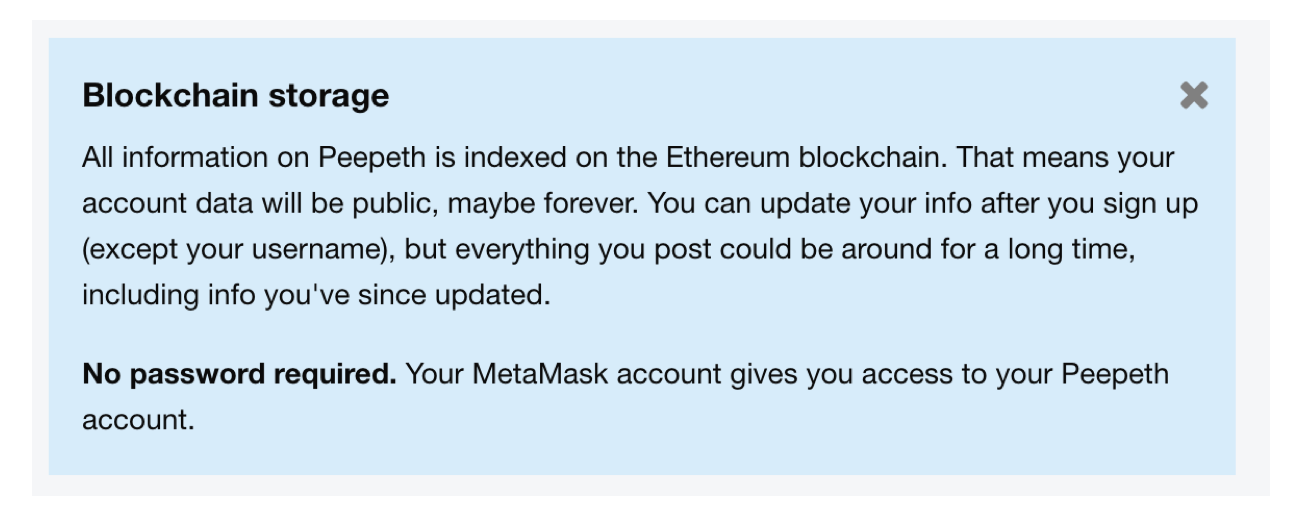 Blockchain storage
All information on Peepeth is indexed on the Ethereum blockchain. That means your
account data will be public, maybe forever. You can update your info after you sign up
(except your username), but everything you post could be around for a long time,
including info you've since updated.
No password required. Your MetaMask account gives you access to your Peepeth
account.